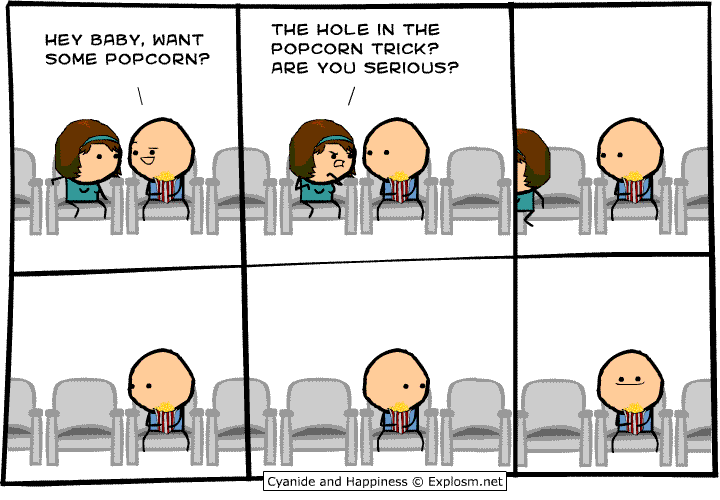 HEY BABY, WANT
SOME POPCORN?
THE HOLE IN THE
POPCORN TRICK?
ARE YOU SERIOUS?
Cyanide and Happiness © Explosm.net